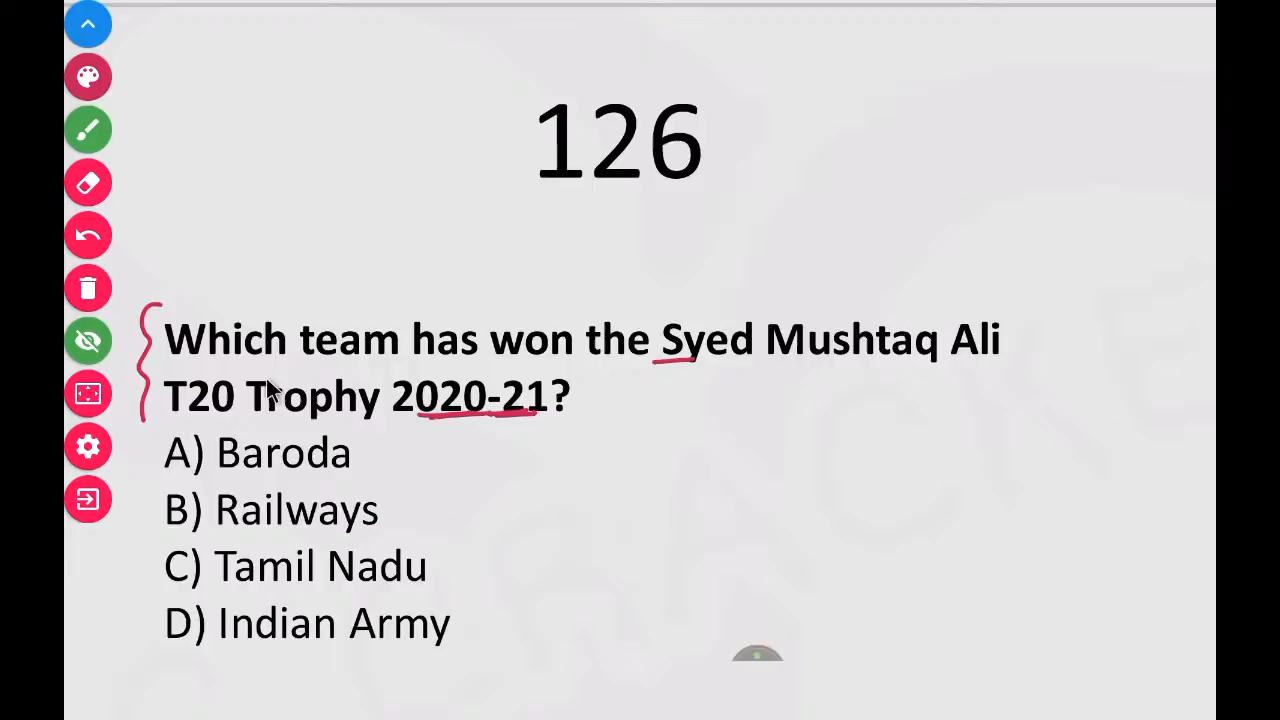 126
Which team has won the Syed Mushtaq Ali
T20 Trophy 2020-21?
A) Baroda
B) Railways
C) Tamil Nadu
D) Indian Army